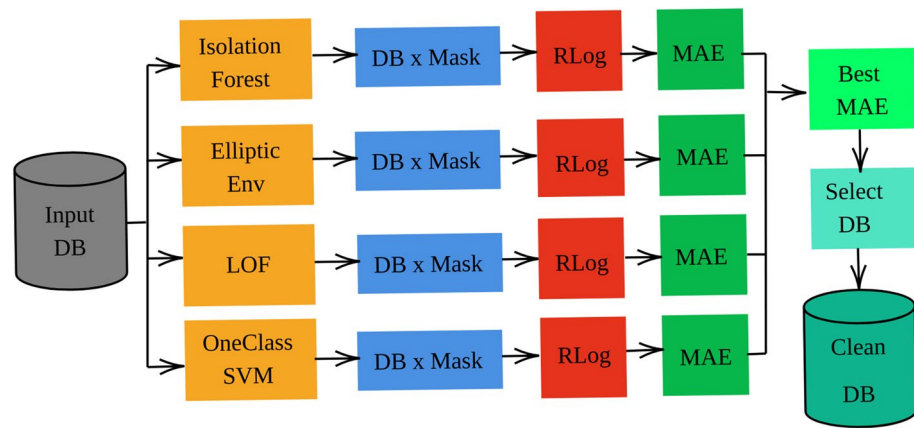 Input
DB
Isolation
Forest
DB x Mask
RLog
MAE
Elliptic
Env
DB x Mask
RLog
MAE
LOF
DB x Mask
RLog
MAE
OneClass
SVM
DB x Mask
RLog
MAE
Best
MAE
Select
DB
Clean
DB